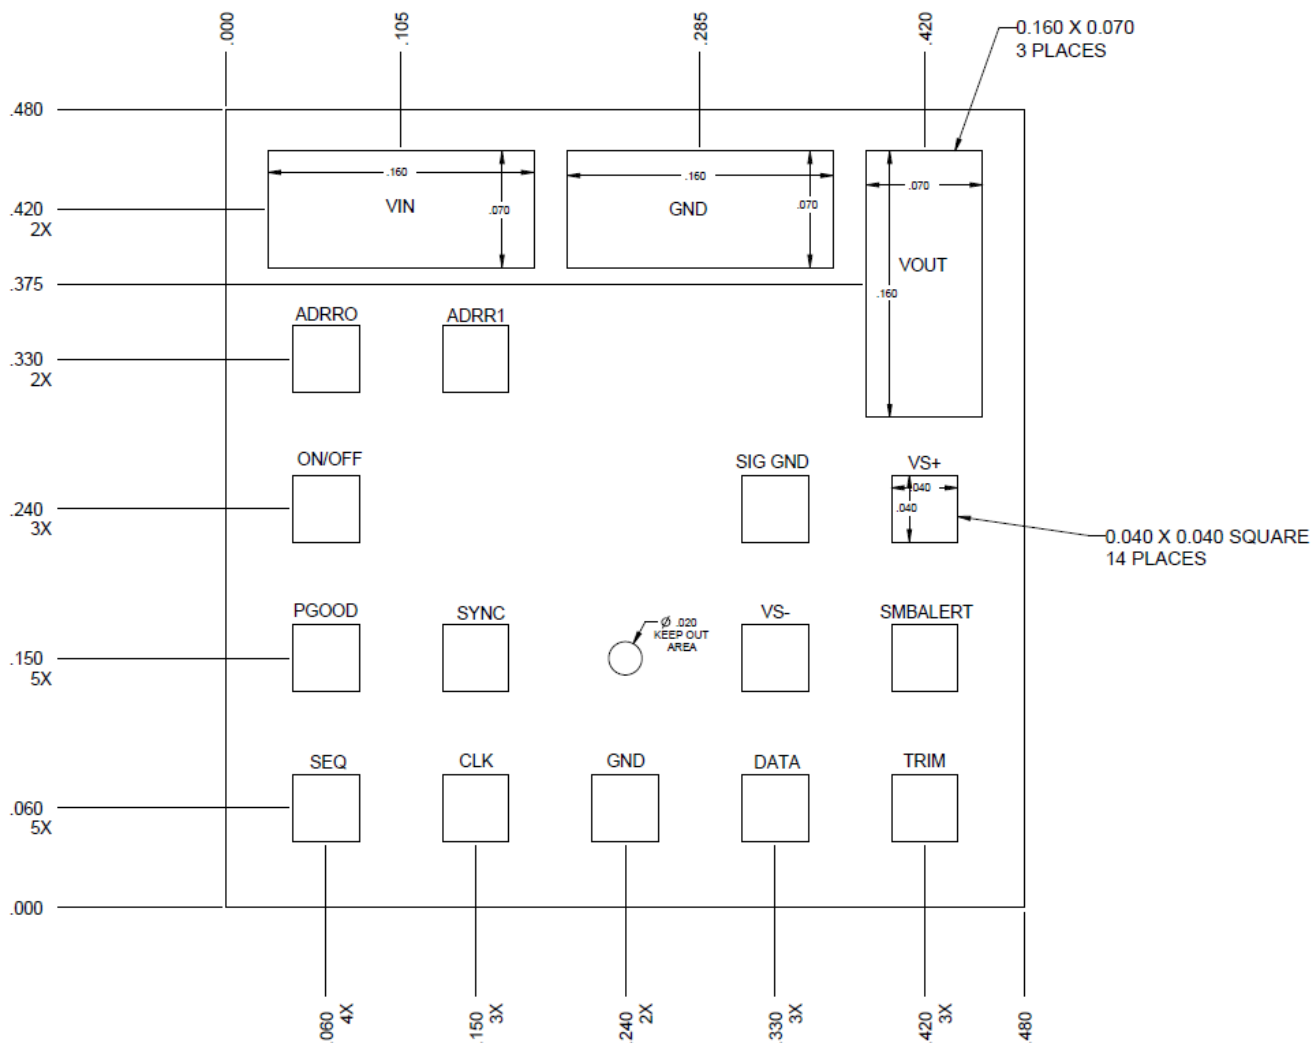 .000
.105
.285
.420
0.160 X 0.070
3 PLACES
.480
.160
.070
VIN
.160
.070
GND
.070
.160
VOUT
.420
2X
.375
ADRRO
ADRR1
.330
2X
ON/OFF
SIG GND
VS+
.040
.040
.240
3X
0.040 X 0.040 SQUARE
14 PLACES
PGOOD
SYNC
Ø .020
KEEP OUT
AREA
VS-
SMBALERT
.150
5X
SEQ
CLK
GND
DATA
TRIM
.060
5X
.000
.060
4X
.150
3X
.240
2X
.330
3X
.420
3X
.480